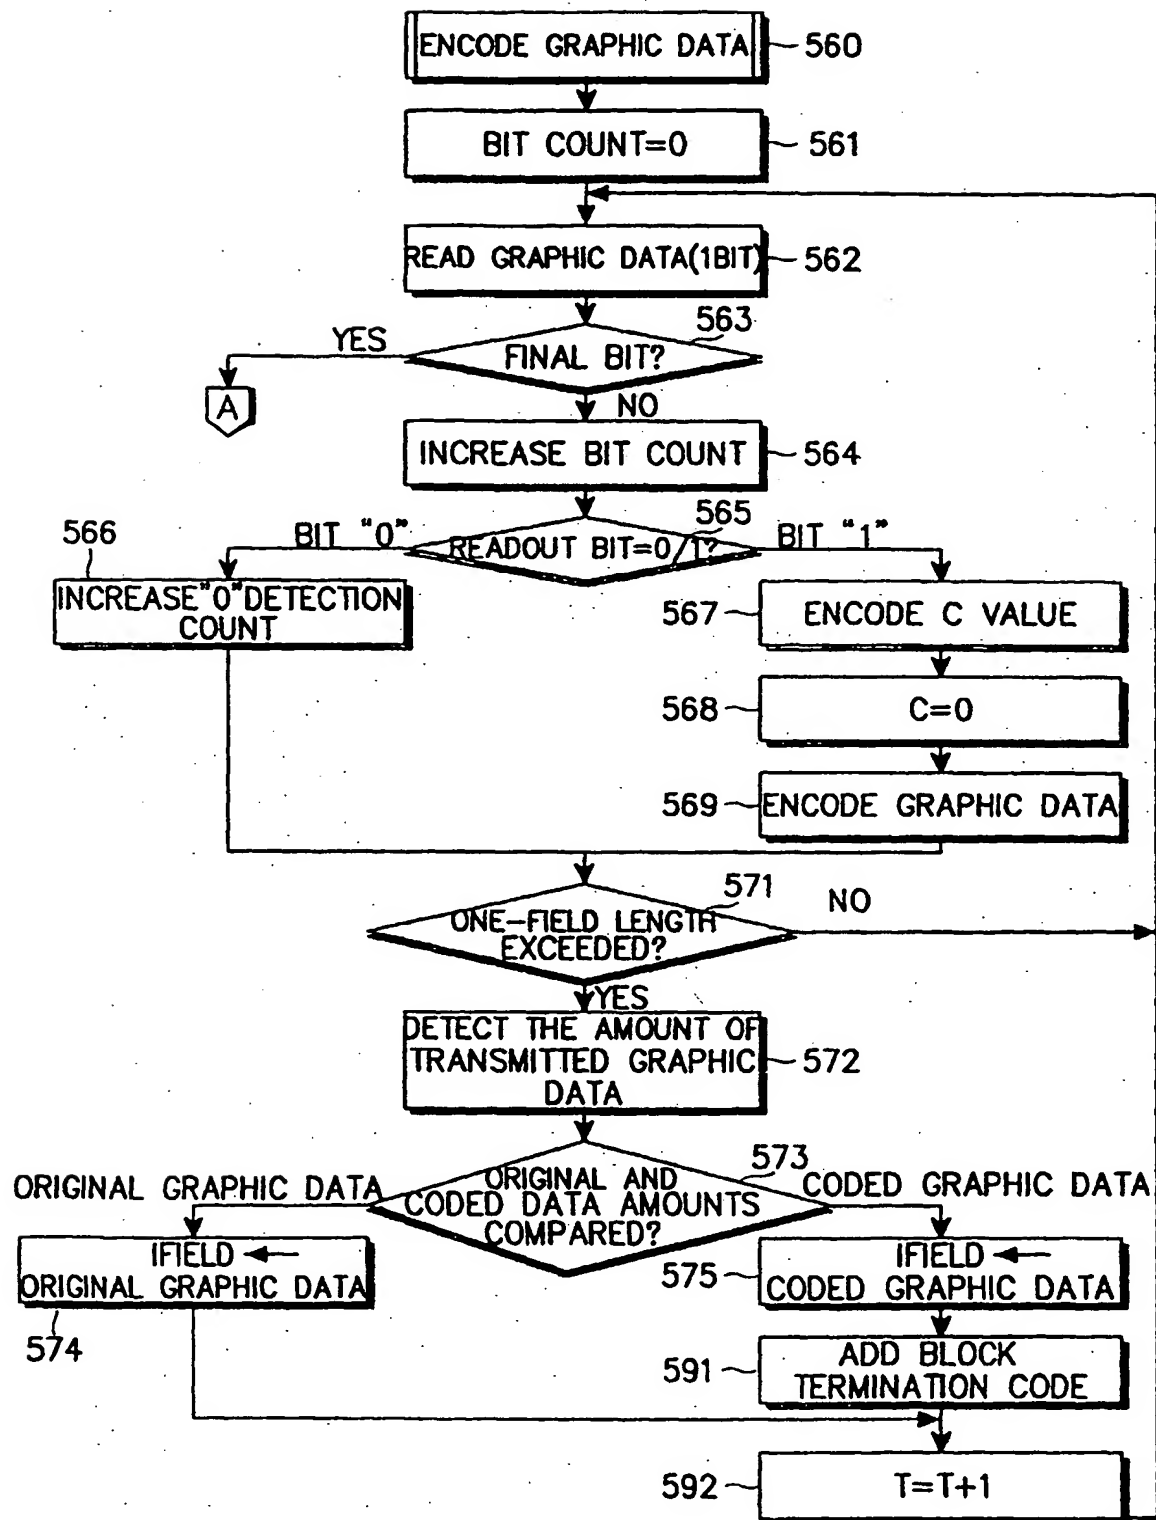 ENCODE GRAPHIC DATA 560
BIT COUNT=0 561
READ GRAPHIC DATA(1BIT) 562
563
YES
FINAL BIT?
A
NO
INCREASE BIT COUNT 564
565
566
BIT "0"
READOUT BIT=0/1?
BIT "1"
INCREASE"0"DETECTION
COUNT
567 ENCODE C VALUE
568 C=0
569 ENCODE GRAPHIC DATA
571
NO
ONE-FIELD LENGTH
EXCEEDED?
YES
DETECT THE AMOUNT OF
TRANSMITTED GRAPHIC
DATA
572
573
ORIGINAL GRAPHIC DATA
ORIGINAL AND
CODED DATA AMOUNTS
COMPARED?
CODED GRAPHIC DATA
IFIELD ←
ORIGINAL GRAPHIC DATA
574
575
IFIELD ←
CODED GRAPHIC DATA
591
ADD BLOCK
TERMINATION CODE
592 T=T+1